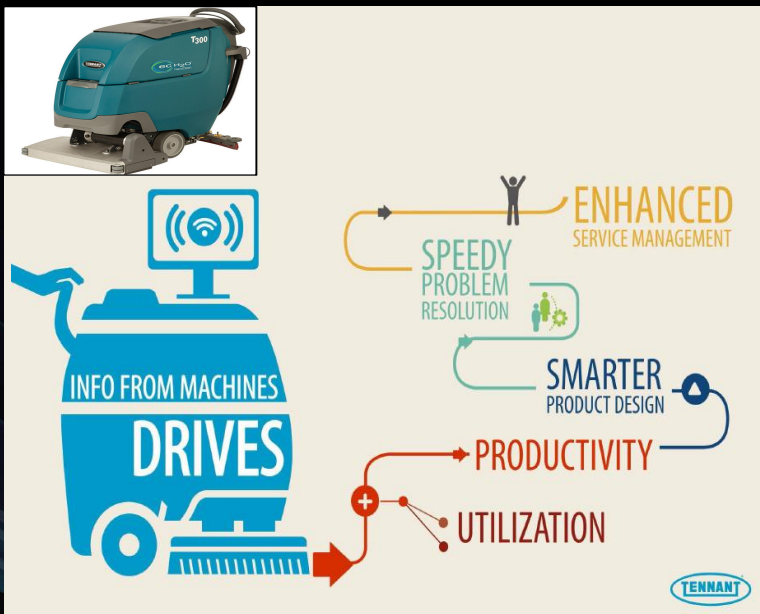 T300
TENNANT
ec-H2O
INFO FROM MACHINES
DRIVES
ENHANCED
SERVICE MANAGEMENT
SPEEDY
PROBLEM
RESOLUTION
SMARTER
PRODUCT DESIGN
PRODUCTIVITY
UTILIZATION
TENNANT